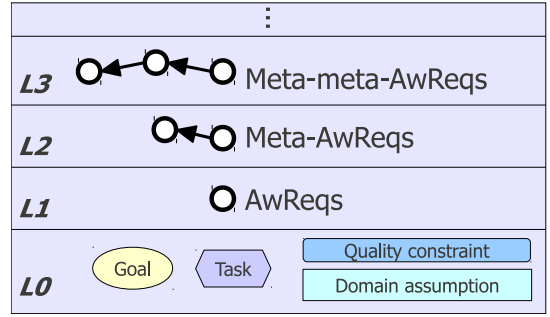 ⋮
L3 Meta-meta-AwReqs
L2 Meta-AwReqs
L1 AwReqs
L0 Goal Task Quality constraint
Domain assumption